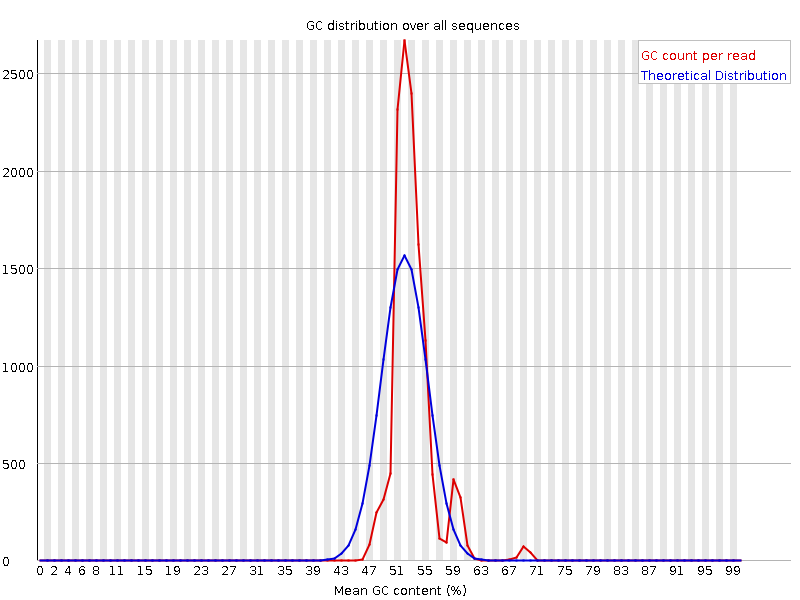 GC distribution over all sequences
GC count per read
Theoretical Distribution
2500
2000
1500
1000
500
0
0 2 4 6 8 11 15 19 23 27 31 35 39 43 47 51 55 59 63 67 71 75 79 83 87 91 95 99
Mean GC content (%)